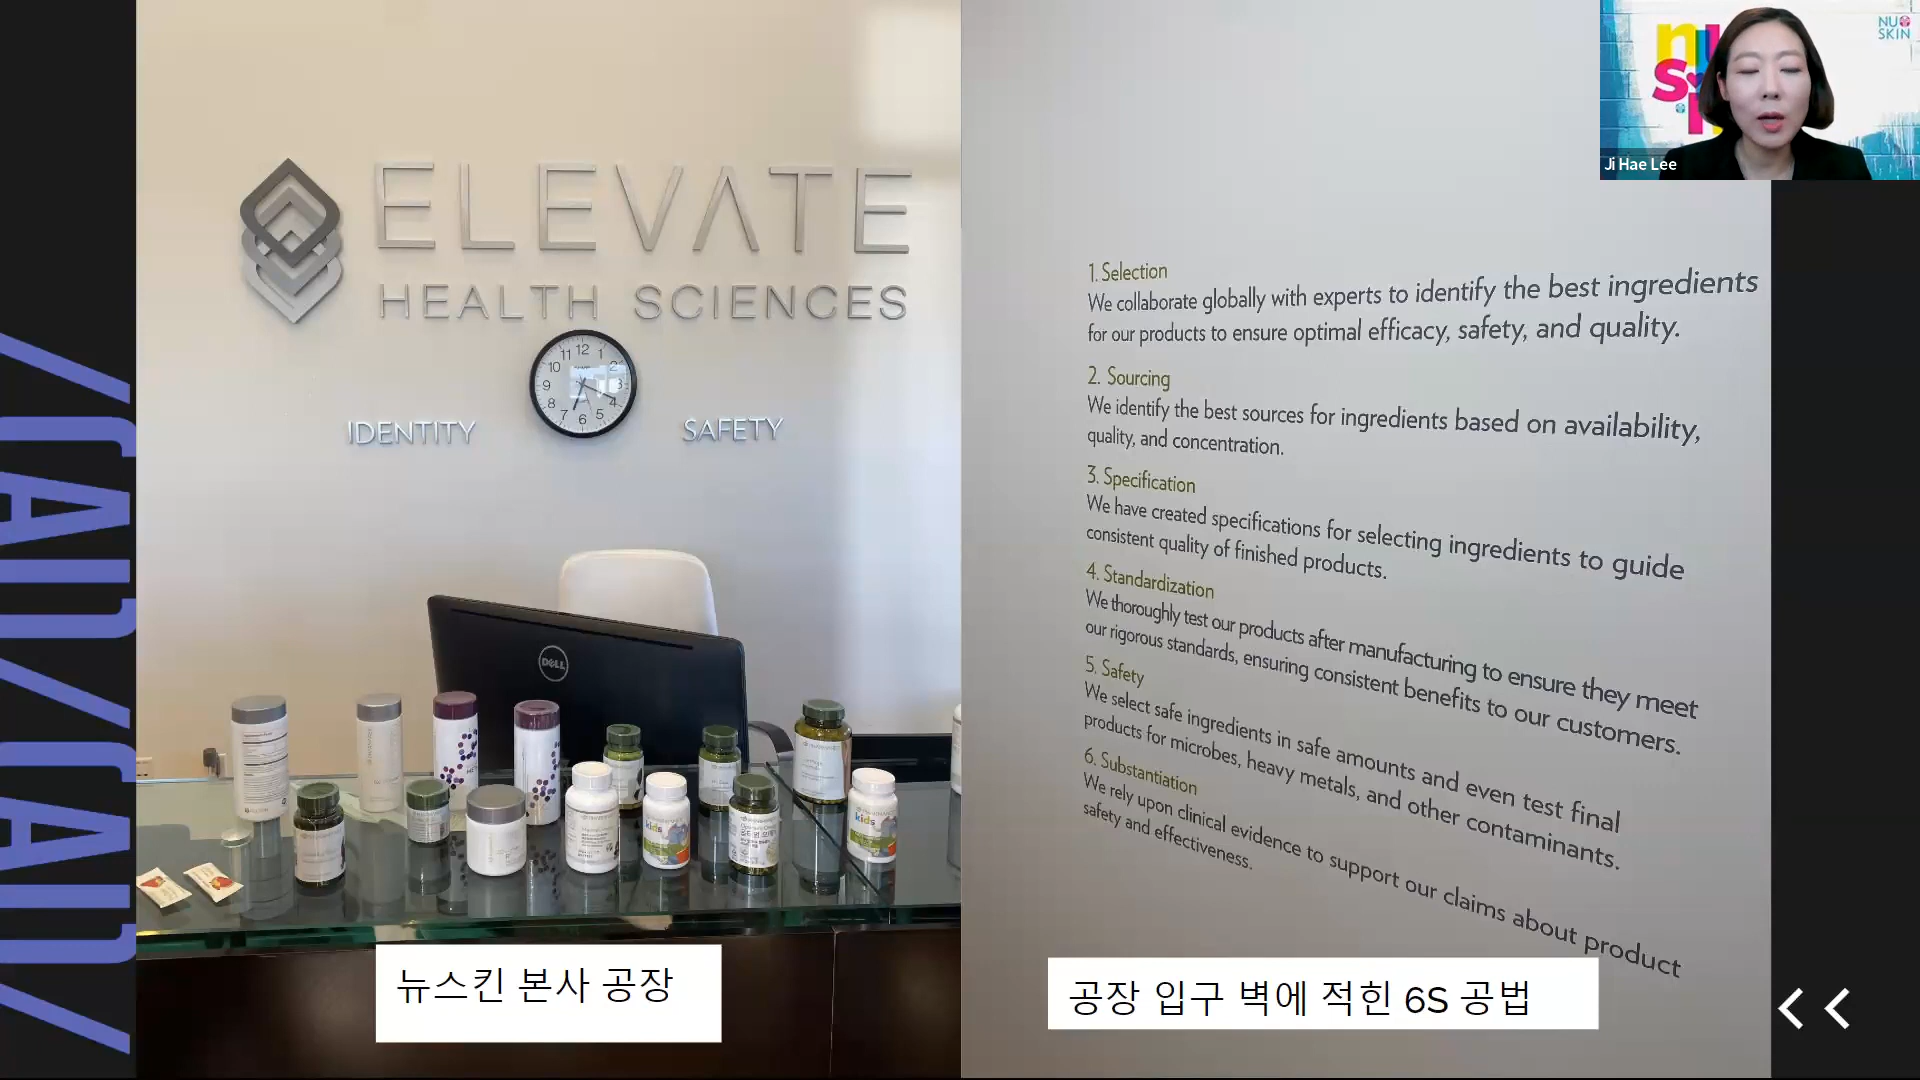 ELEVATE
HEALTH SCIENCES
IDENTITY
SAFETY
DELL
kids
kids
뉴스킨 본사 공장
1. Selection
We collaborate globally with experts to identify the best ingredients
for our products to ensure optimal efficacy, safety, and quality.
2. Sourcing
We identify the best sources for ingredients based on availability,
quality, and concentration.
3. Specification
We have created specifications for selecting ingredients to guide
consistent quality of finished products.
4. Standardization
We thoroughly test our products after manufacturing to ensure they meet
our rigorous standards, ensuring consistent benefits to our customers.
5. Safety
We select safe ingredients in safe amounts and even test final
products for microbes, heavy metals, and other contaminants.
6. Substantiation
We rely upon clinical evidence to support our claims about product
safety and effectiveness.
공장 입구 벽에 적힌 6S 공법
NU
SKIN
Ji Hae Lee